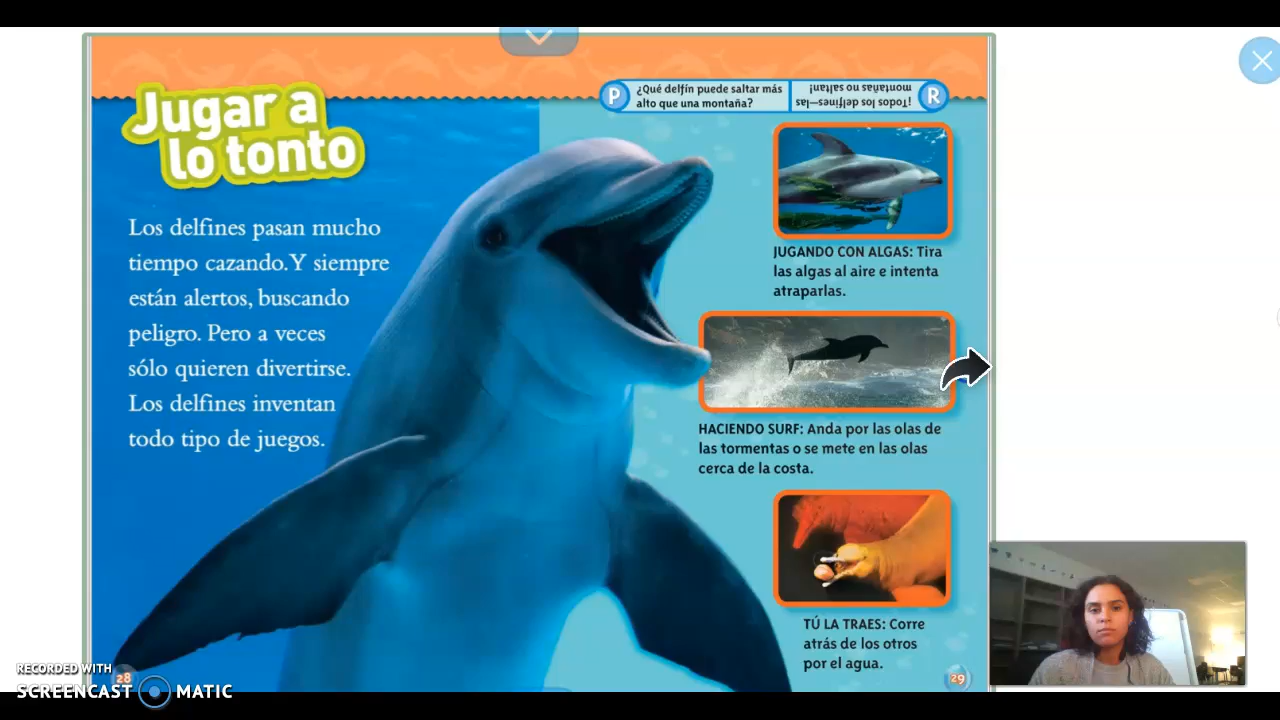 Jugar a
lo tonto
P
¿Qué delfín puede saltar más
alto que una montaña?
¡Todos los delfines—las
montañas no saltan!
R
Los delfines pasan mucho
tiempo cazando. Y siempre
están alertos, buscando
peligro. Pero a veces
sólo quieren divertirse.
Los delfines inventan
todo tipo de juegos.
JUGANDO CON ALGAS: Tira
las algas al aire e intenta
atraparlas.
HACIENDO SURF: Anda por las olas de
las tormentas o se mete en las olas
cerca de la costa.
TÚ LA TRAES: Corre
atrás de los otros
por el agua.
28
29
RECORDED WITH
SCREENCAST MATIC